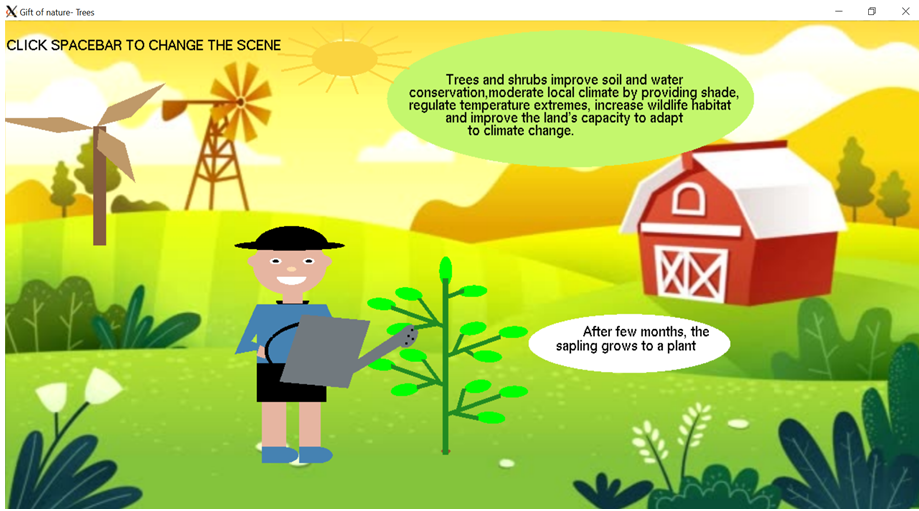 Gift of nature- Trees
CLICK SPACEBAR TO CHANGE THE SCENE
Trees and shrubs improve soil and water
conservation,moderate local climate by providing shade,
regulate temperature extremes, increase wildlife habitat
and improve the land's capacity to adapt
to climate change.
After few months, the
sapling grows to a plant